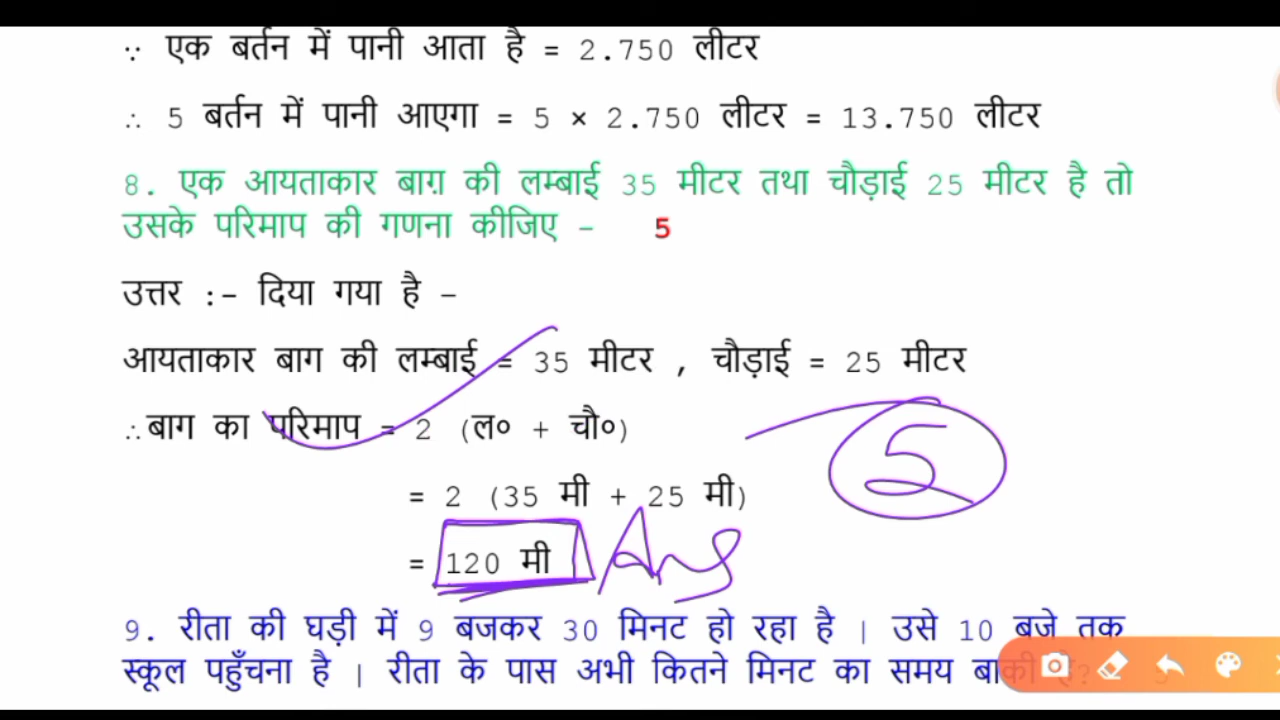 ∵ एक बर्तन में पानी आता है = 2.750 लीटर
∴ 5 बर्तन में पानी आएगा = 5 × 2.750 लीटर = 13.750 लीटर
8. एक आयताकार बाग़ की लम्बाई 35 मीटर तथा चौड़ाई 25 मीटर है तो
उसके परिमाप की गणना कीजिए - 5
उत्तर :- दिया गया है -
आयताकार बाग की लम्बाई = 35 मीटर , चौड़ाई = 25 मीटर
∴बाग का परिमाप = 2 (ल० + चौ०)
5
= 2 (35 मी + 25 मी)
= 120 मी Ans
9. रीता की घड़ी में 9 बजकर 30 मिनट हो रहा है | उसे 10 बजे तक
स्कूल पहुँचना है | रीता के पास अभी कितने मिनट का समय बाकी है?